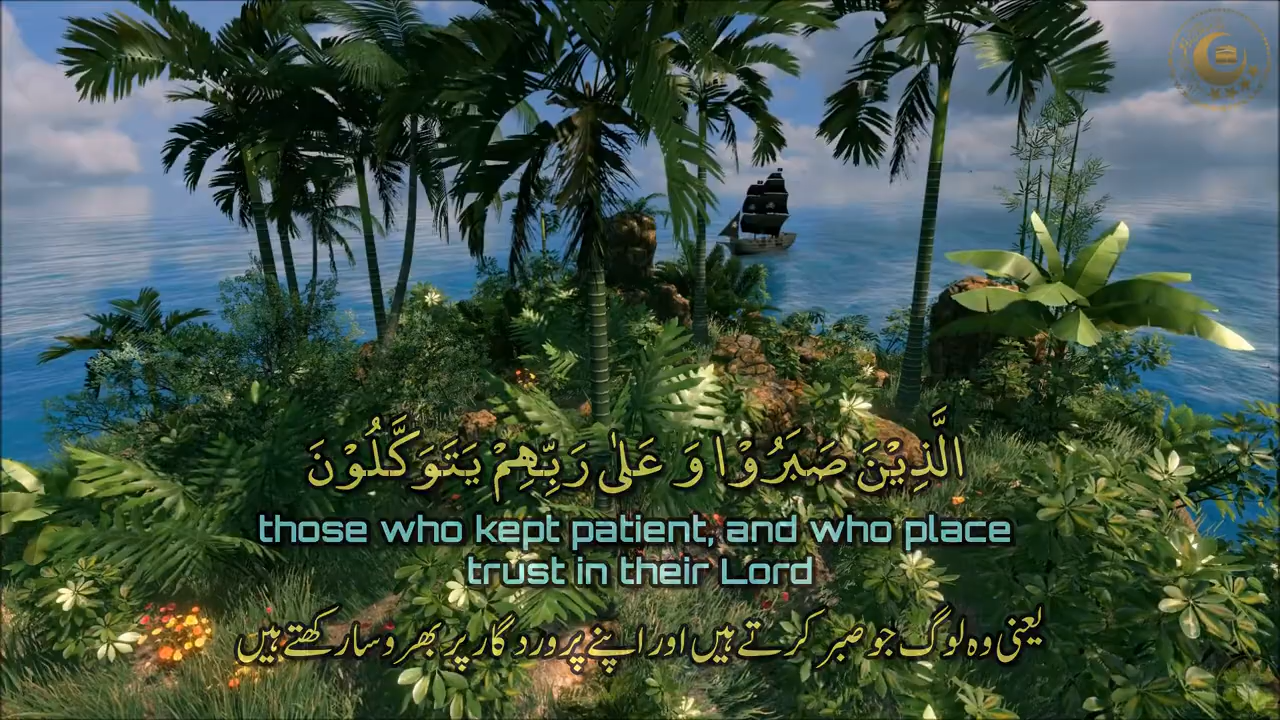 الَّذِيْنَ صَبَرُوْا وَ عَلٰى رَبِّهِمْ يَتَوَكَّلُوْنَ
those who kept patient, and who place
trust in their Lord
یعنی وہ لوگ جو صبر کرتے ہیں اور اپنے پروردگار پر بھروسا رکھتے ہیں